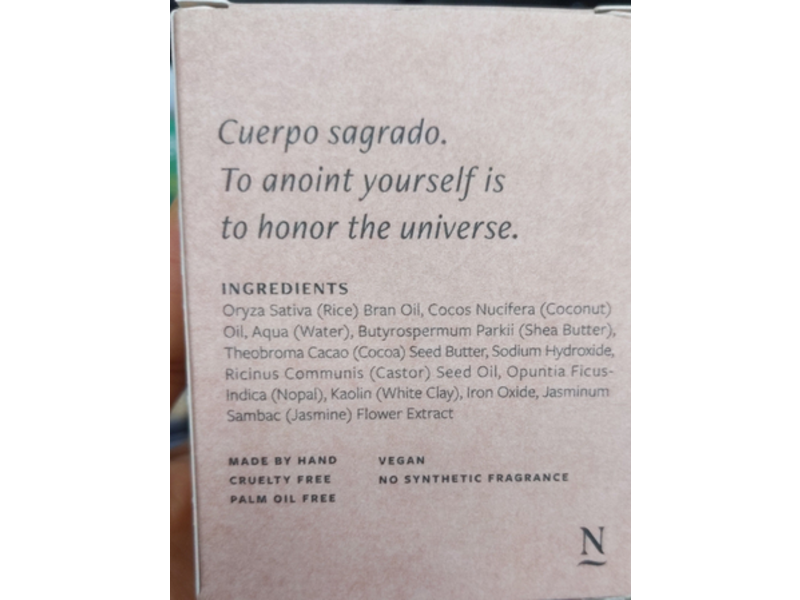 Cuerpo sagrado.
To anoint yourself is
to honor the universe.
INGREDIENTS
Oryza Sativa (Rice) Bran Oil, Cocos Nucifera (Coconut)
Oil, Aqua (Water), Butyrospermum Parkii (Shea Butter),
Theobroma Cacao (Cocoa) Seed Butter, Sodium Hydroxide,
Ricinus Communis (Castor) Seed Oil, Opuntia Ficus-
Indica (Nopal), Kaolin (White Clay), Iron Oxide, Jasminum
Sambac (Jasmine) Flower Extract
MADE BY HAND
CRUELTY FREE
PALM OIL FREE
VEGAN
NO SYNTHETIC FRAGRANCE
N